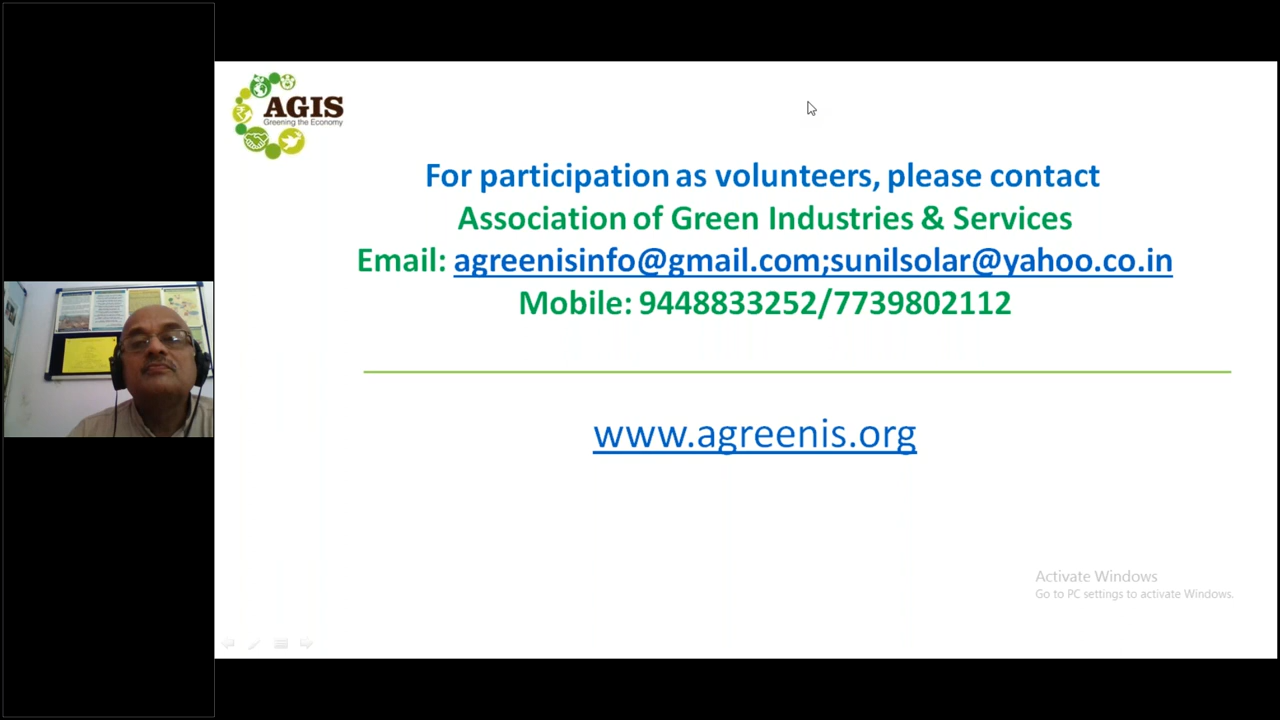 AGIS
Greening the Economy
For participation as volunteers, please contact
Association of Green Industries & Services
Email: agreenisinfo@gmail.com;sunilsolar@yahoo.co.in
Mobile: 9448833252/7739802112
www.agreenis.org
Activate Windows
Go to PC settings to activate Windows.